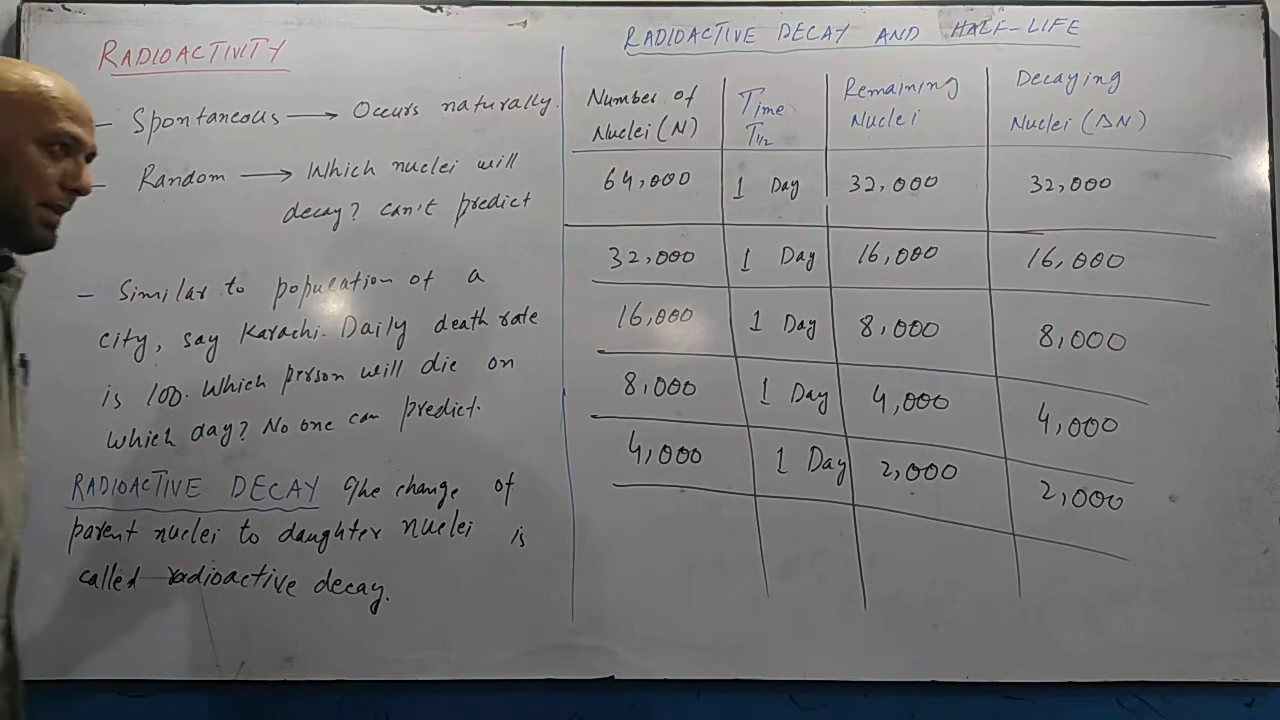 RADIOACTIVITY
- Spontaneous → Occurs naturally.
- Random → Which nuclei will
decay? can't predict
- Similar to population of a
city, say Karachi. Daily death rate
is 100. Which person will die on
which day? No one can predict.
RADIOACTIVE DECAY The change of
parent nuclei to daughter nuclei is
called radioactive decay.
RADIOACTIVE DECAY AND HALF-LIFE
Number of Nuclei (N) Time T1/2 Remaining Nuclei Decaying Nuclei (ΔN)
64,000 1 Day 32,000 32,000
32,000 1 Day 16,000 16,000
16,000 1 Day 8,000 8,000
8,000 1 Day 4,000 4,000
4,000 1 Day 2,000 2,000